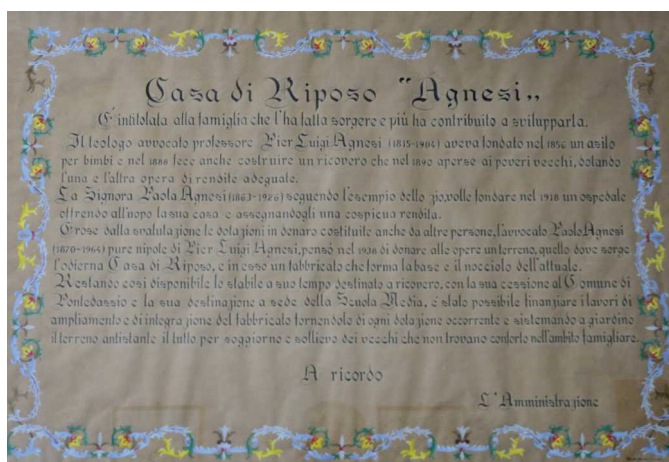 Casa di Riposo "Agnesi„
E' intitolata alla famiglia che l'ha fatta sorgere e più ha contribuito a svilupparla.
Il teologo avvocato professore Pier Luigi Agnesi (1815-1904) aveva fondato nel 1856 un asilo
per bimbi e nel 1886 fece anche costruire un ricovero che nel 1890 aperse ai poveri vecchi, dotando
l'una e l'altra opera di rendite adeguate.
La Signora Paola Agnesi (1863-1926) seguendo l'esempio dello zio, volle fondare nel 1918 un ospedale
offrendo all'uopo la sua casa e assegnandogli una cospicua rendita.
Erose dalla svalutazione le dotazioni in denaro costituite anche da altre persone, l'avvocato Paolo Agnesi
(1870-1964) pure nipote di Pier Luigi Agnesi, pensò nel 1938 di donare alle opere un terreno, quello dove sorge
l'odierna Casa di Riposo, e in esso un fabbricato che forma la base e il nocciolo dell'attuale.
Restando così disponibile lo stabile a suo tempo destinato a ricovero, con la sua cessione al Comune di
Pontedassio e la sua destinazione a sede della Scuola Media, è stato possibile finanziare i lavori di
ampliamento e di integrazione del fabbricato fornendolo di ogni dotazione occorrente e sistemando a giardino
il terreno antistante il tutto per soggiorno e sollievo dei vecchi che non trovano conforto nell'ambito famigliare.
A ricordo
L'Amministrazione